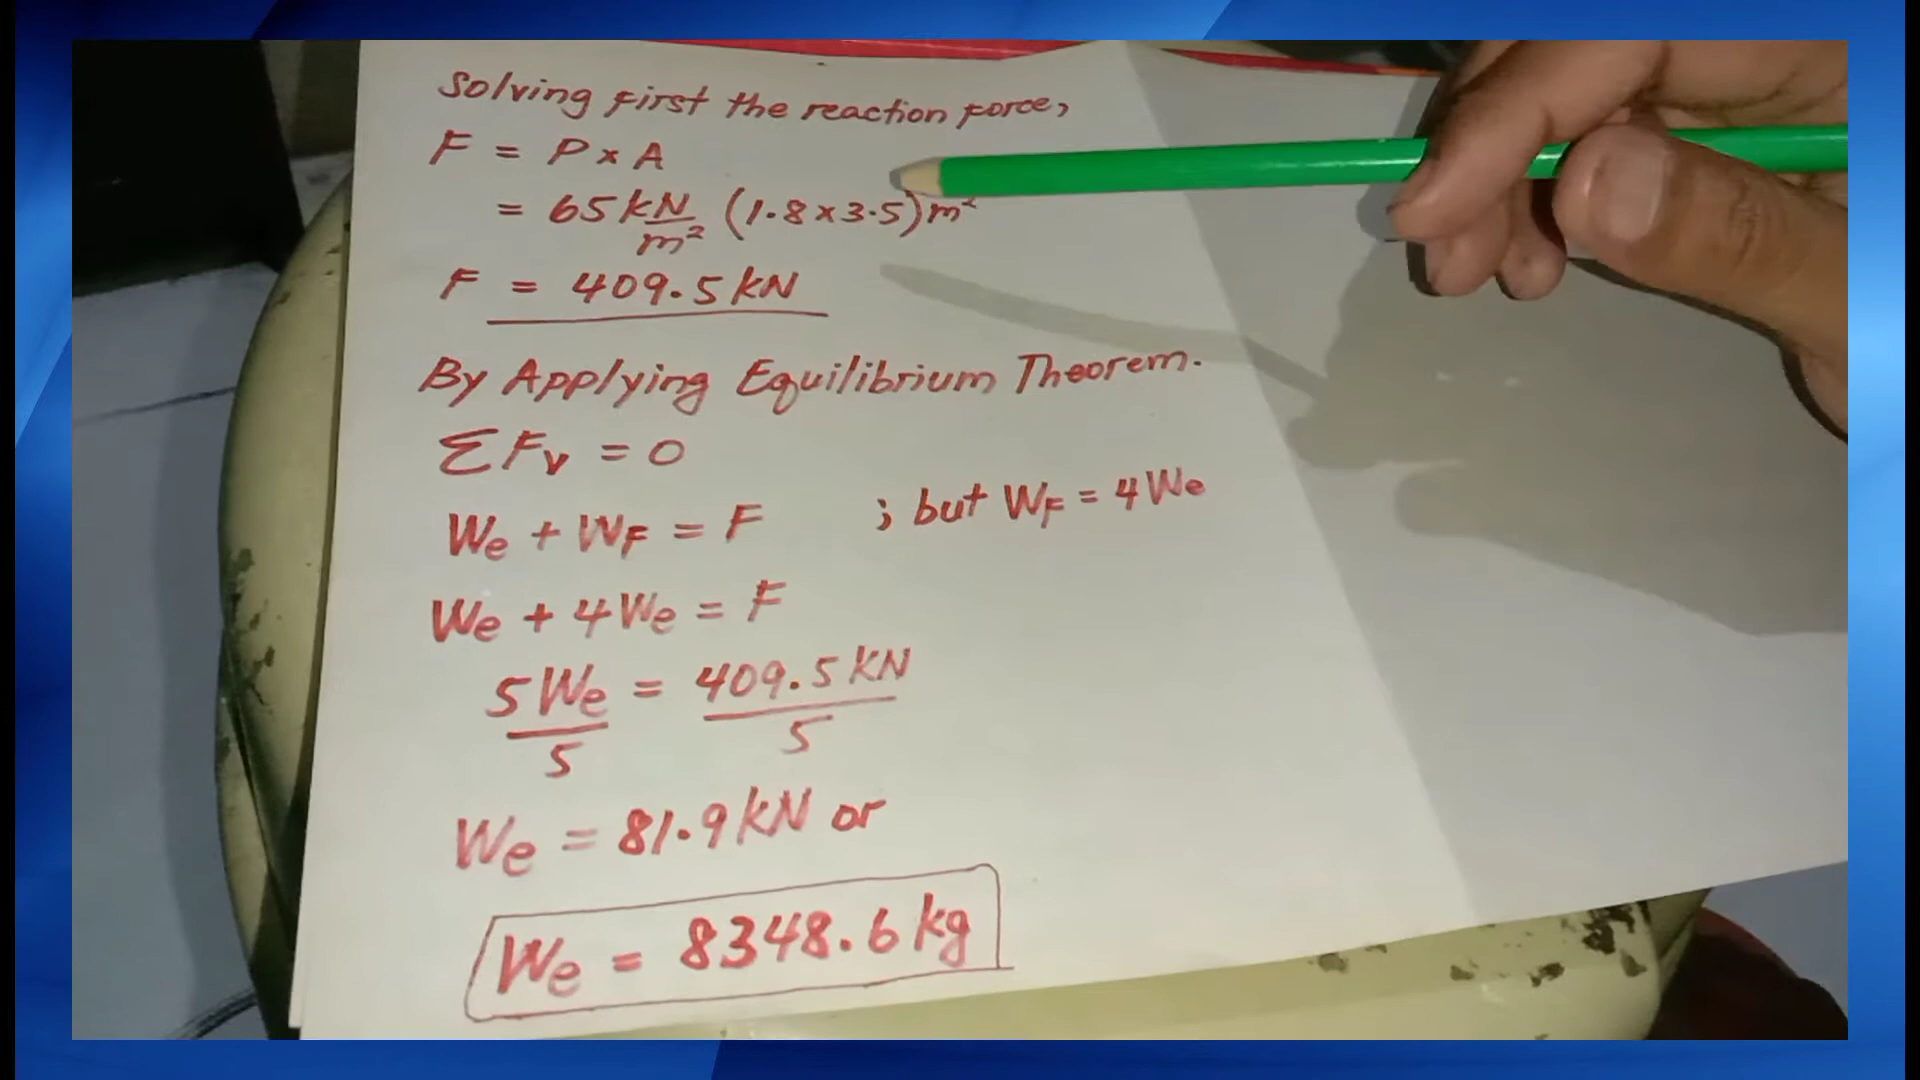 Solving first the reaction force,
F = P x A
= 65 kN/m² (1.8 x 3.5) m²
F = 409.5 kN
By Applying Equilibrium Theorem.
ΣFv = 0
We + WF = F ; but WF = 4We
We + 4We = F
5We/5 = 409.5 KN/5
We = 81.9 kN or
We = 8348.6 kg